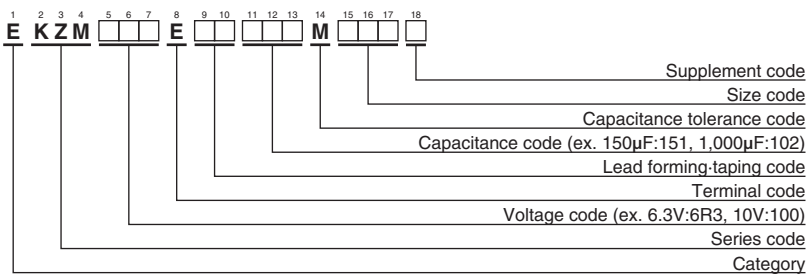 1 2 3 4 5 6 7 8 9 10 11 12 13 14 15 16 17 18
E KZM □□□ E □□ □□□ M □□□ □
Supplement code
Size code
Capacitance tolerance code
Capacitance code (ex. 150μF:151, 1,000μF:102)
Lead forming·taping code
Terminal code
Voltage code (ex. 6.3V:6R3, 10V:100)
Series code
Category